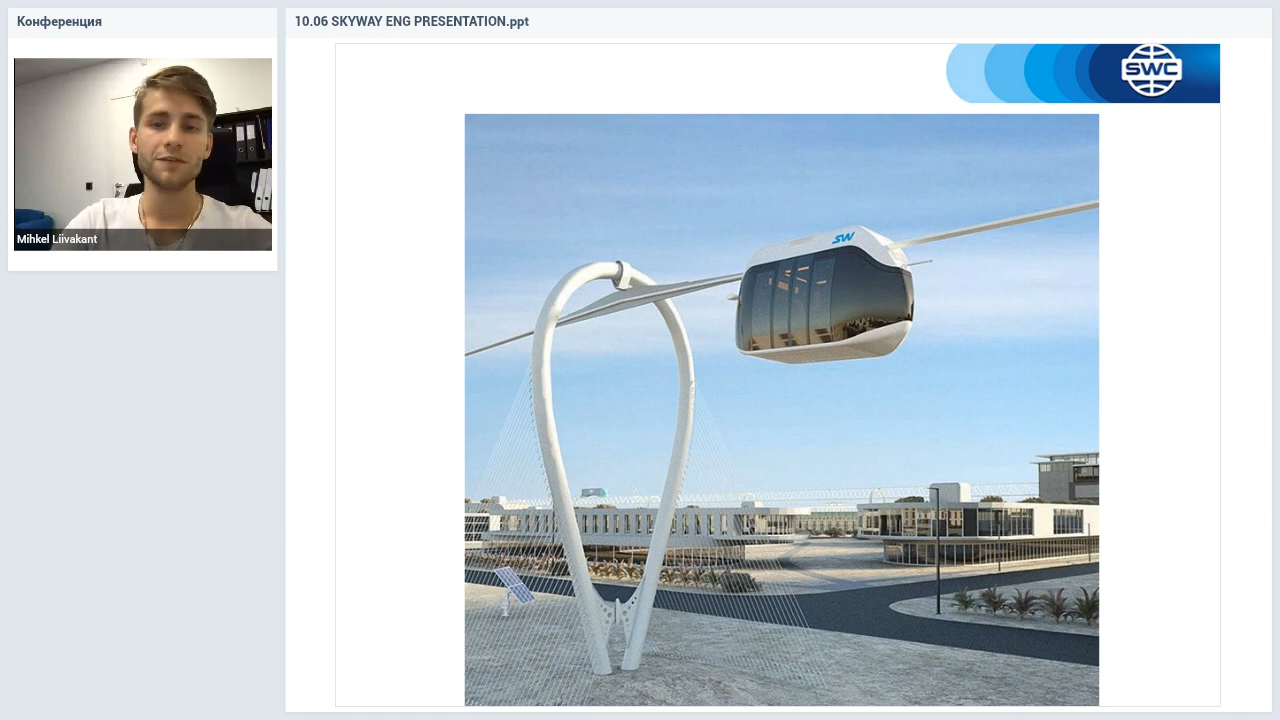 Конференция
10.06 SKYWAY ENG PRESENTATION.ppt
SWC
SW
Mihkel Liivakant